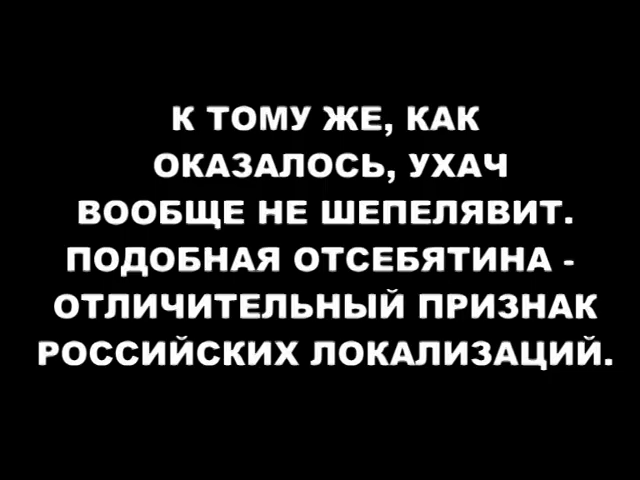 К ТОМУ ЖЕ, КАК
ОКАЗАЛОСЬ, УХАЧ
ВООБЩЕ НЕ ШЕПЕЛЯВИТ.
ПОДОБНАЯ ОТСЕБЯТИНА -
ОТЛИЧИТЕЛЬНЫЙ ПРИЗНАК
РОССИЙСКИХ ЛОКАЛИЗАЦИЙ.